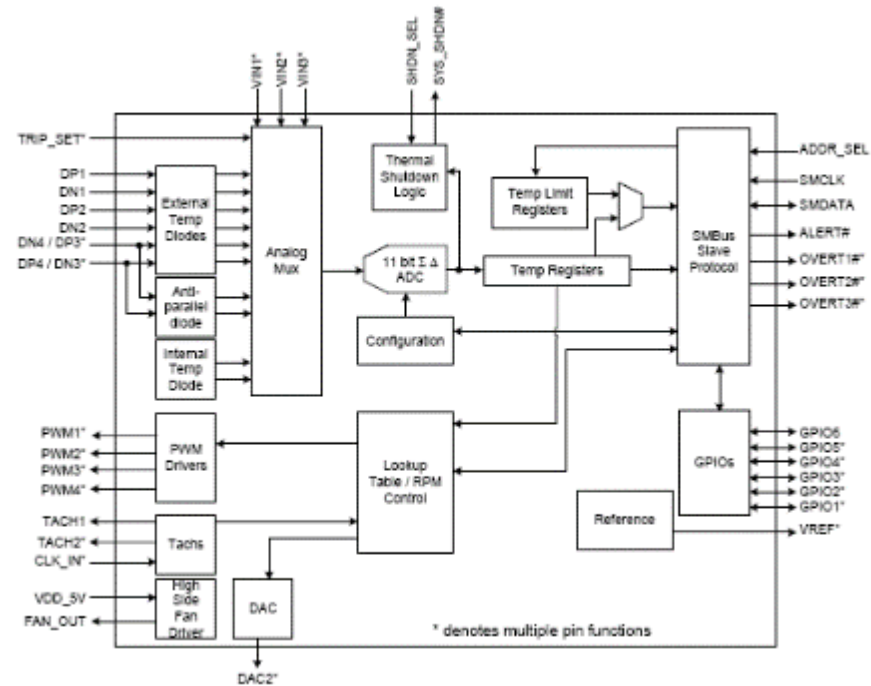 VIN1*
VIN2*
VIN3*
SHDN_SEL
SYS_SHDN#
TRIP_SET*
DP1
DN1
DP2
DN2
DN4 / DP3*
DP4 / DN3*
External
Temp
Diodes
Anti-
parallel
diode
Internal
Temp
Diode
Analog
Mux
Thermal
Shutdown
Logic
11 bit Σ Δ
ADC
Configuration
Temp Limit
Registers
Temp Registers
SMBus
Slave
Protocol
ADDR_SEL
SMCLK
SMDATA
ALERT#
OVERT1#*
OVERT2#*
OVERT3#*
PWM1*
PWM2*
PWM3*
PWM4*
PWM
Drivers
Lookup
Table / RPM
Control
GPIOs
GPIO6
GPIO5*
GPIO4*
GPIO3*
GPIO2*
GPIO1*
Reference
VREF*
TACH1
TACH2*
CLK_IN*
Tachs
VDD_5V
FAN_OUT
High
Side
Fan
Driver
DAC
DAC2*
* denotes multiple pin functions